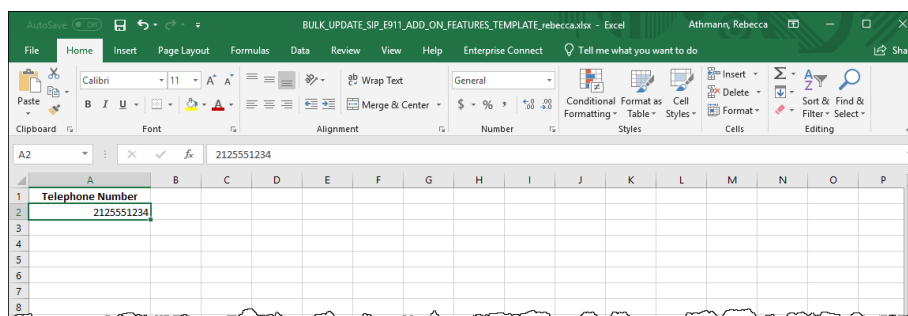 AutoSave Off BULK_UPDATE_SIP_E911_ADD_ON_FEATURES_TEMPLATE_rebecca.xlsx - Excel Athmann, Rebecca
File Home Insert Page Layout Formulas Data Review View Help Enterprise Connect Tell me what you want to do Sha
Paste Calibri 11 A A ab Wrap Text General Insert Σ
B I U A Merge & Center $ % , Conditional Formatting Format as Table Cell Styles Delete Format Sort & Filter Find & Select
Clipboard Font Alignment Number Styles Cells Editing
A2 fx 2125551234
A B C D E F G H I J K L M N O P
1 Telephone Number
2 2125551234
3
4
5
6
7
8